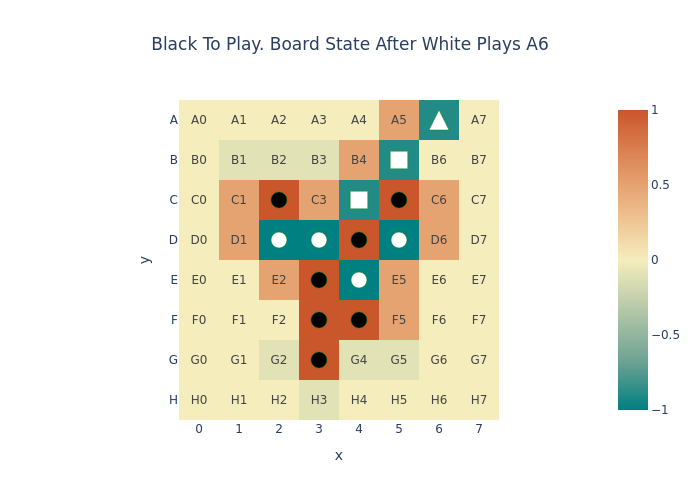 Black To Play. Board State After White Plays A6
A A0 A1 A2 A3 A4 A5 A7
B B0 B1 B2 B3 B4 B6 B7
C C0 C1 C3 C6 C7
D D0 D1 D6 D7
E E0 E1 E2 E5 E6 E7
F F0 F1 F2 F5 F6 F7
G G0 G1 G2 G4 G5 G6 G7
H H0 H1 H2 H3 H4 H5 H6 H7
0 1 2 3 4 5 6 7
x
y
1
0.5
0
−0.5
−1